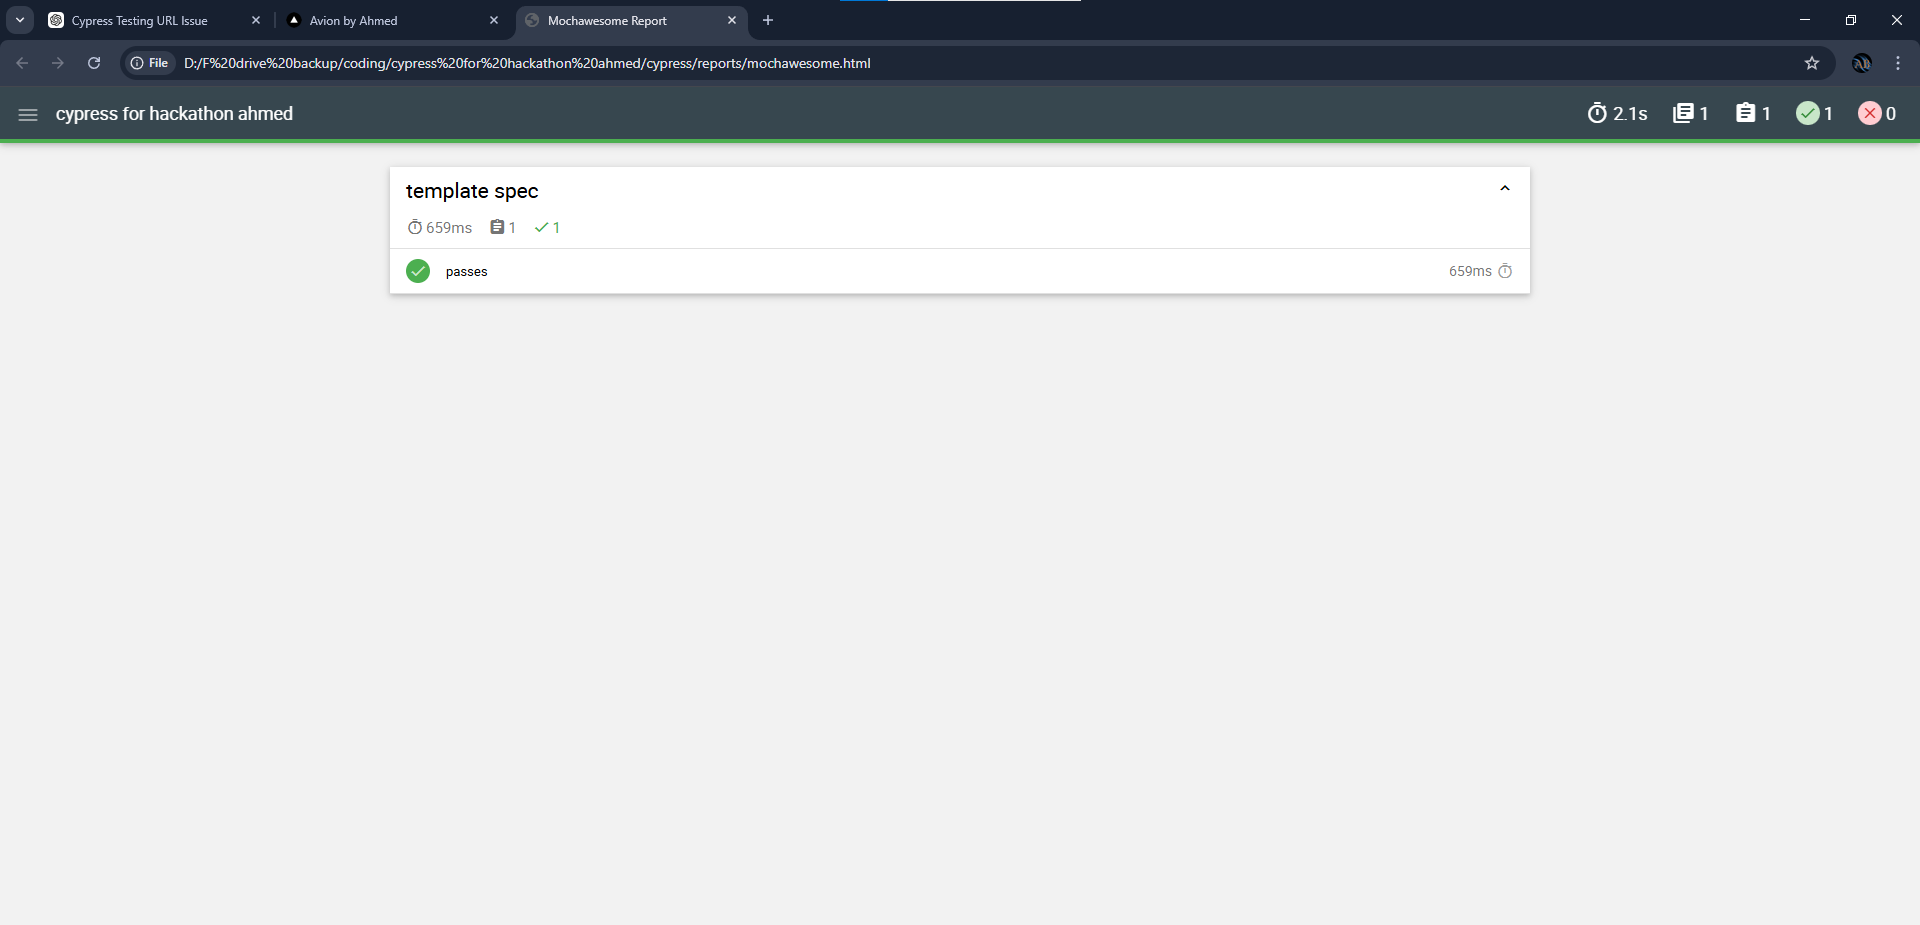 Cypress Testing URL Issue
Avion by Ahmed
Mochawesome Report
File D:/F%20drive%20backup/coding/cypress%20for%20hackathon%20ahmed/cypress/reports/mochawesome.html
cypress for hackathon ahmed
2.1s 1 1 1 0
template spec
659ms 1 1
passes 659ms